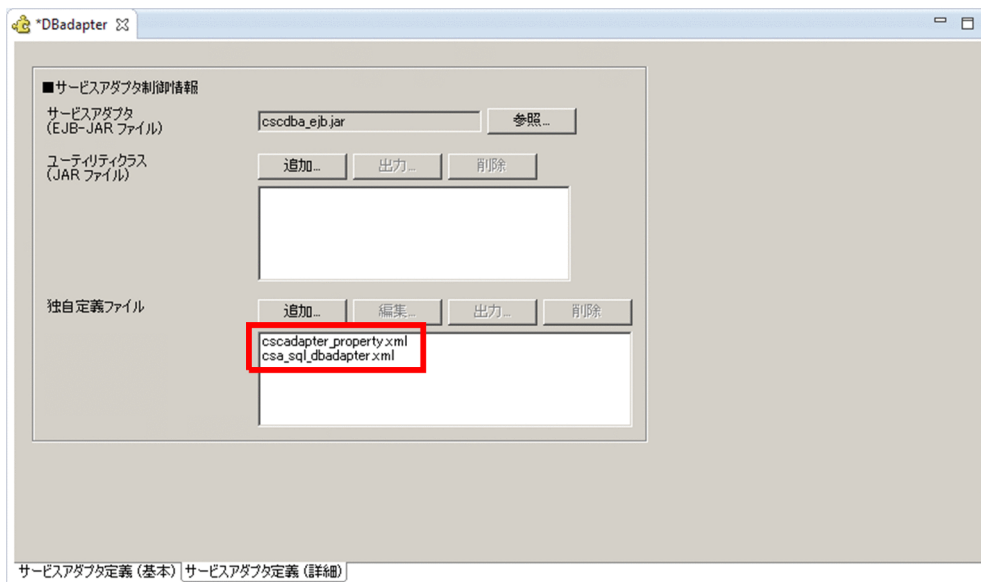 *DBadapter
■サービスアダプタ制御情報
サービスアダプタ
(EJB-JAR ファイル)
cscdba_ejb.jar
参照...
ユーティリティクラス
(JAR ファイル)
追加... 出力... 削除
独自定義ファイル
追加... 編集... 出力... 削除
cscadapter_property.xml
csa_sql_dbadapter.xml
サービスアダプタ定義 (基本) サービスアダプタ定義 (詳細)